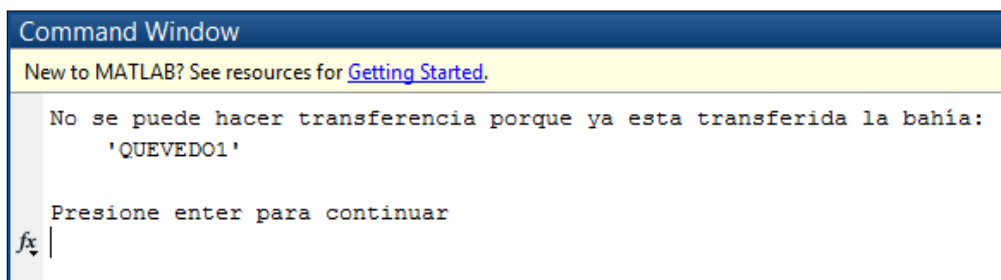 Command Window
New to MATLAB? See resources for Getting Started.
No se puede hacer transferencia porque ya esta transferida la bahía:
'QUEVEDO1'
Presione enter para continuar
fx